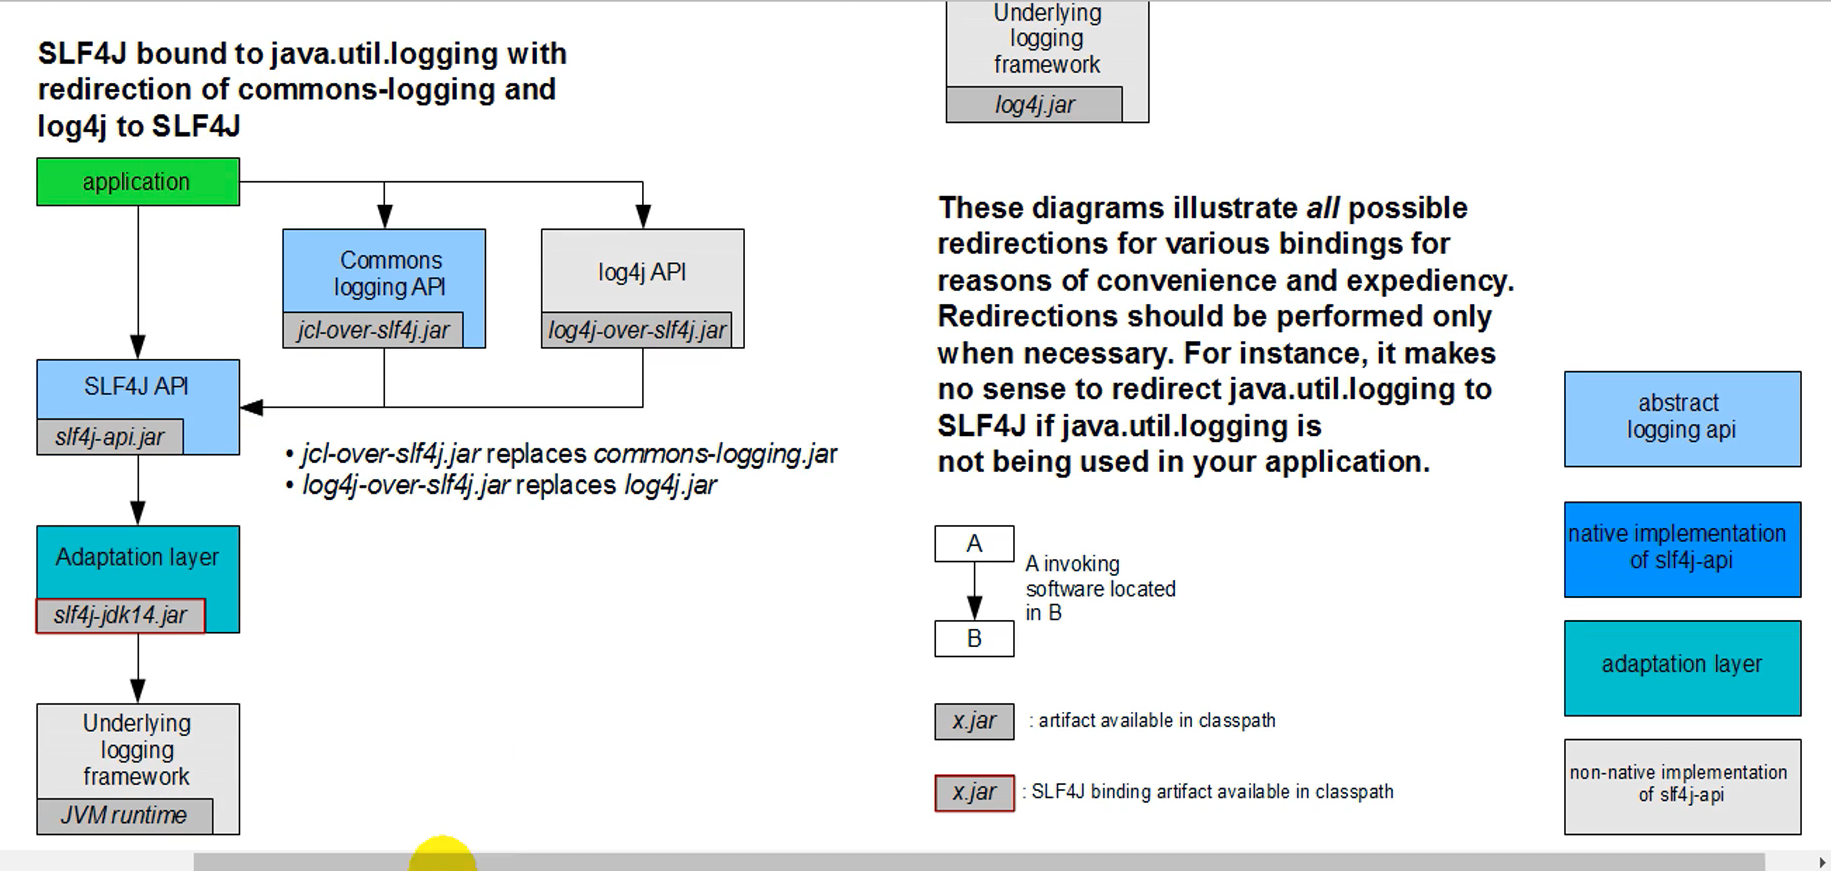 SLF4J bound to java.util.logging with
redirection of commons-logging and
log4j to SLF4J
application
Commons
logging API
jcl-over-slf4j.jar
log4j API
log4j-over-slf4j.jar
SLF4J API
slf4j-api.jar
• jcl-over-slf4j.jar replaces commons-logging.jar
• log4j-over-slf4j.jar replaces log4j.jar
Adaptation layer
slf4j-jdk14.jar
Underlying
logging
framework
JVM runtime
Underlying
logging
framework
log4j.jar
These diagrams illustrate all possible
redirections for various bindings for
reasons of convenience and expediency.
Redirections should be performed only
when necessary. For instance, it makes
no sense to redirect java.util.logging to
SLF4J if java.util.logging is
not being used in your application.
A
A invoking
software located
in B
B
x.jar : artifact available in classpath
x.jar : SLF4J binding artifact available in classpath
abstract
logging api
native implementation
of slf4j-api
adaptation layer
non-native implementation
of slf4j-api